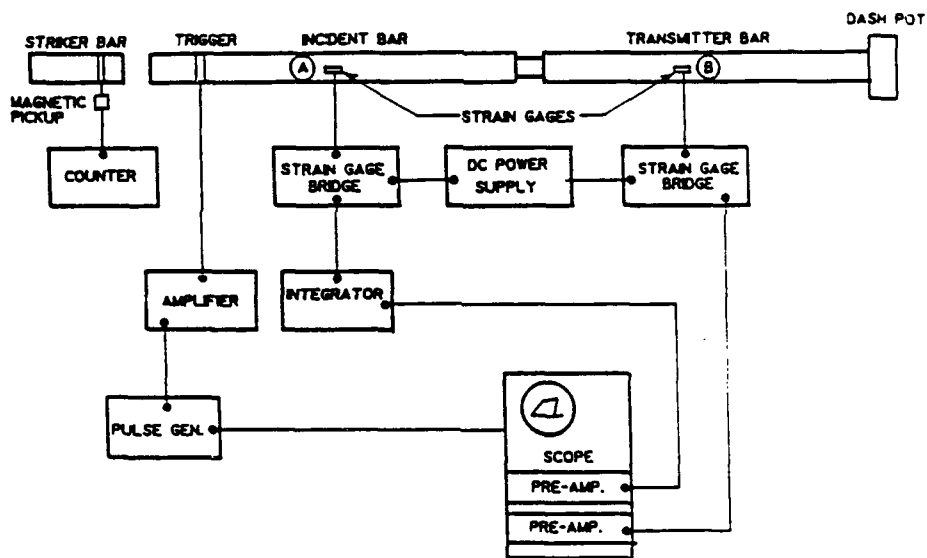 DASH POT
STRIKER BAR
TRIGGER
INCIDENT BAR
TRANSMITTER BAR
A
B
MAGNETIC
PICKUP
STRAIN GAGES
COUNTER
STRAIN GAGE
BRIDGE
DC POWER
SUPPLY
STRAIN GAGE
BRIDGE
AMPLIFIER
INTEGRATOR
PULSE GEN.
SCOPE
PRE-AMP.
PRE-AMP.